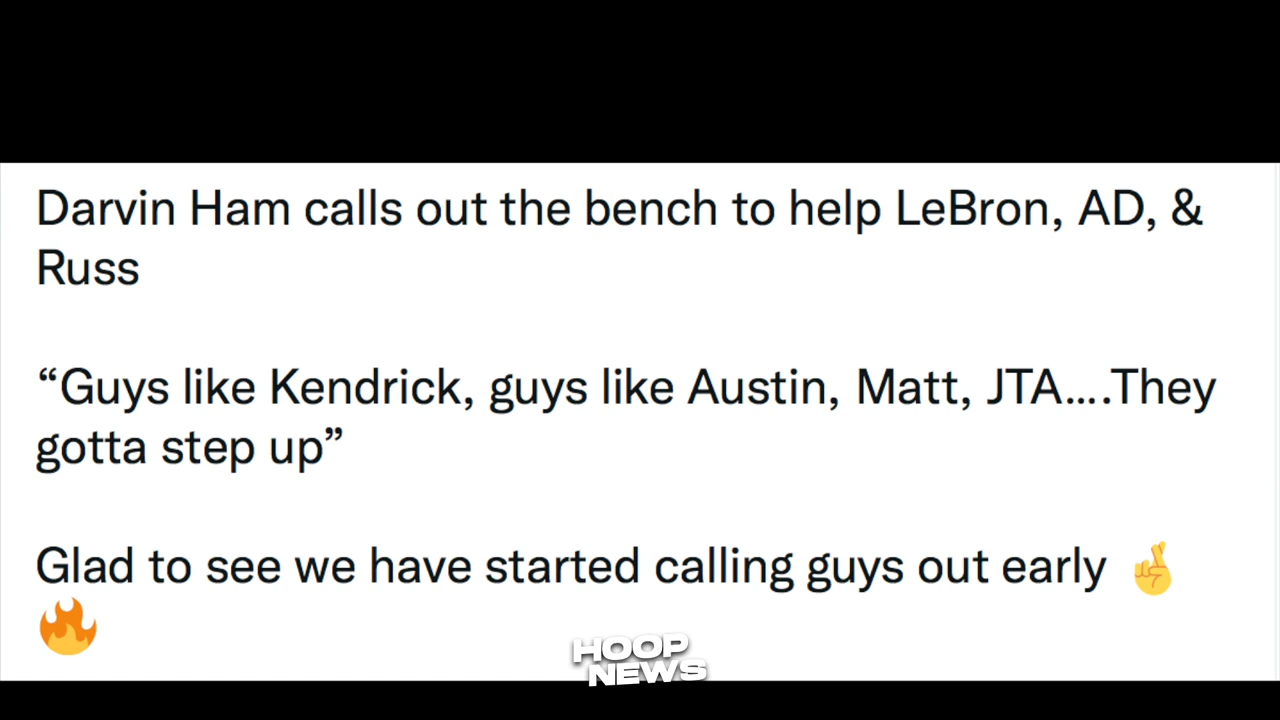 Darvin Ham calls out the bench to help LeBron, AD, &
Russ
“Guys like Kendrick, guys like Austin, Matt, JTA....They
gotta step up”
Glad to see we have started calling guys out early 🤞
🔥
HOOP
NEWS